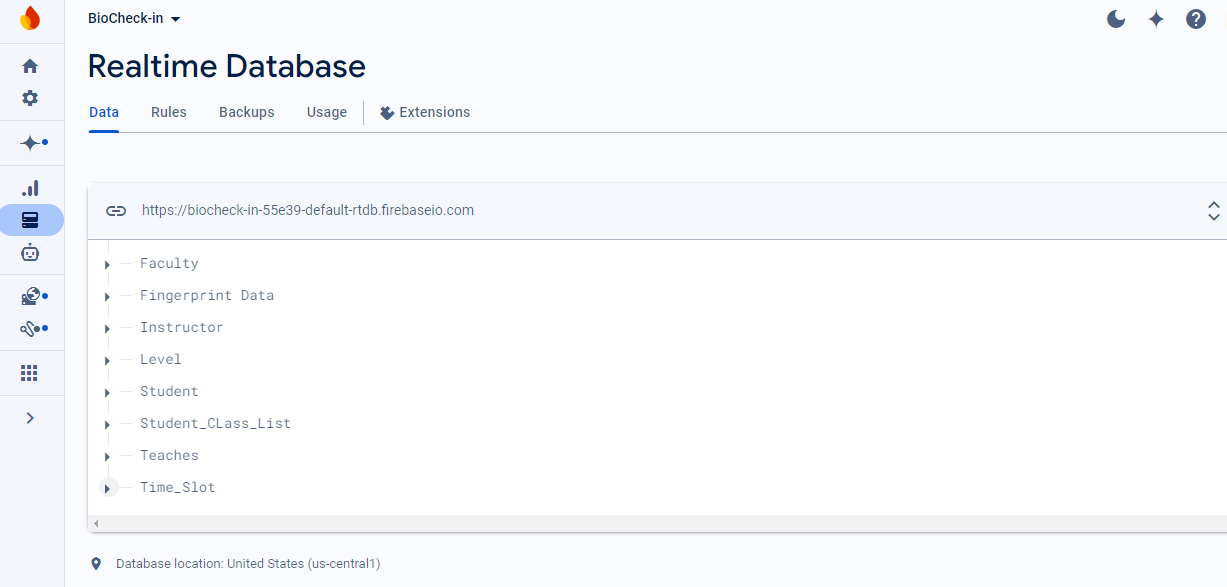 BioCheck-in
Realtime Database
Data Rules Backups Usage Extensions
https://biocheck-in-55e39-default-rtdb.firebaseio.com
Faculty
Fingerprint Data
Instructor
Level
Student
Student_CLass_List
Teaches
Time_Slot
Database location: United States (us-central1)